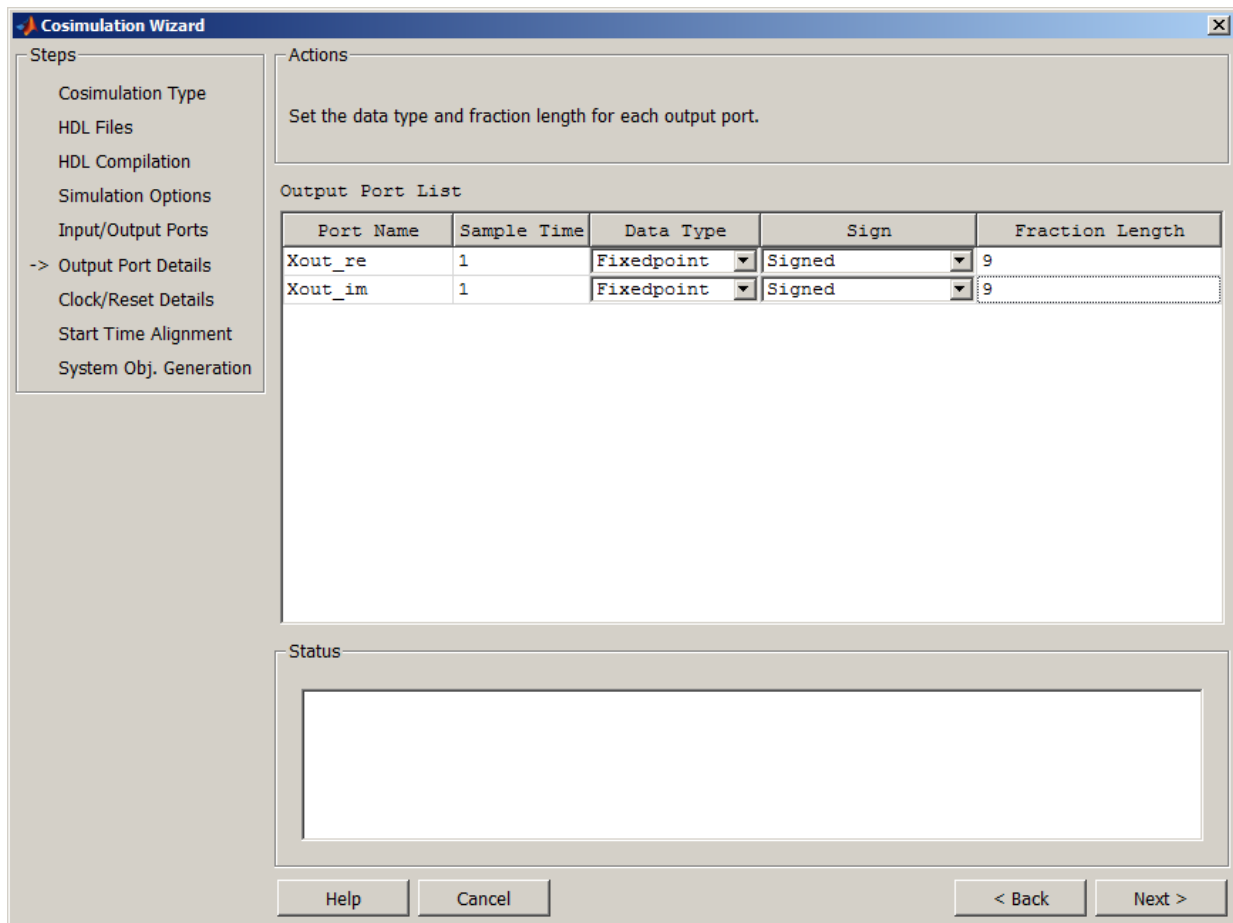 Cosimulation Wizard
Steps
Cosimulation Type
HDL Files
HDL Compilation
Simulation Options
Input/Output Ports
-> Output Port Details
Clock/Reset Details
Start Time Alignment
System Obj. Generation
Actions
Set the data type and fraction length for each output port.
Output Port List
Port Name Sample Time Data Type Sign Fraction Length
Xout_re 1 Fixedpoint Signed 9
Xout_im 1 Fixedpoint Signed 9
Status
Help Cancel < Back Next >